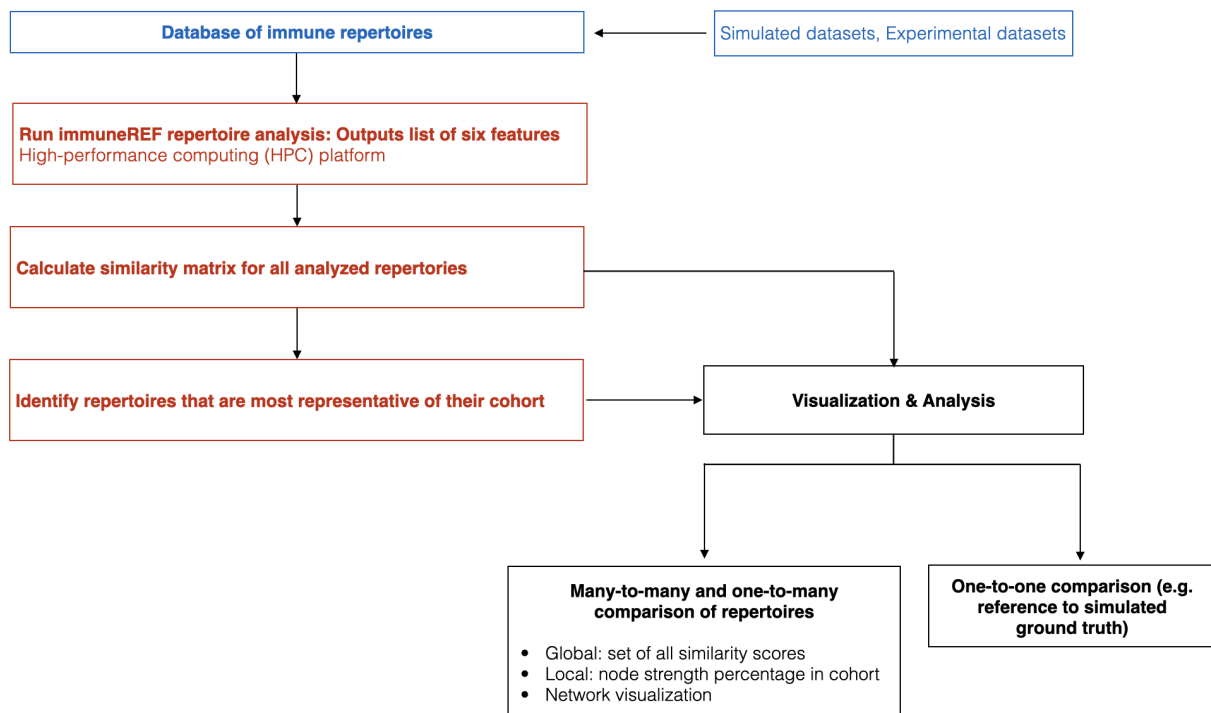 Database of immune repertoires
Simulated datasets, Experimental datasets
Run immuneREF repertoire analysis: Outputs list of six features
High-performance computing (HPC) platform
Calculate similarity matrix for all analyzed repertories
Identify repertoires that are most representative of their cohort
Visualization & Analysis
Many-to-many and one-to-many
comparison of repertoires
• Global: set of all similarity scores
• Local: node strength percentage in cohort
• Network visualization
One-to-one comparison (e.g.
reference to simulated
ground truth)